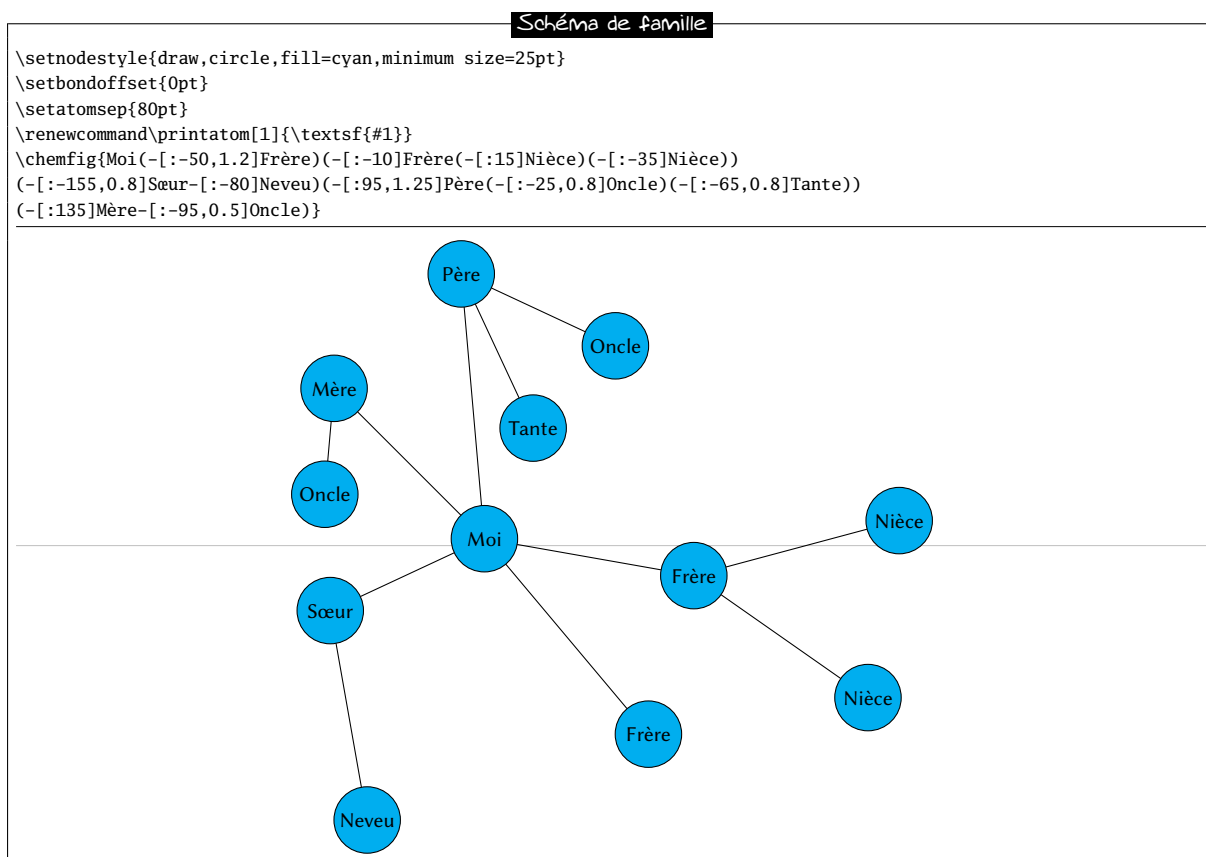 Schéma de famille
\setnodestyle{draw,circle,fill=cyan,minimum size=25pt}
\setbondoffset{0pt}
\setatomsep{80pt}
\renewcommand\printatom[1]{\textsf{#1}}
\chemfig{Moi(-[:-50,1.2]Frère)(-[:-10]Frère(-[:15]Nièce)(-[:-35]Nièce))
(-[:-155,0.8]Sœur-[:-80]Neveu)(-[:95,1.25]Père(-[:-25,0.8]Oncle)(-[:-65,0.8]Tante))
(-[:135]Mère-[:-95,0.5]Oncle)}
Père
Oncle
Mère
Tante
Oncle
Nièce
Moi
Frère
Sœur
Nièce
Frère
Neveu